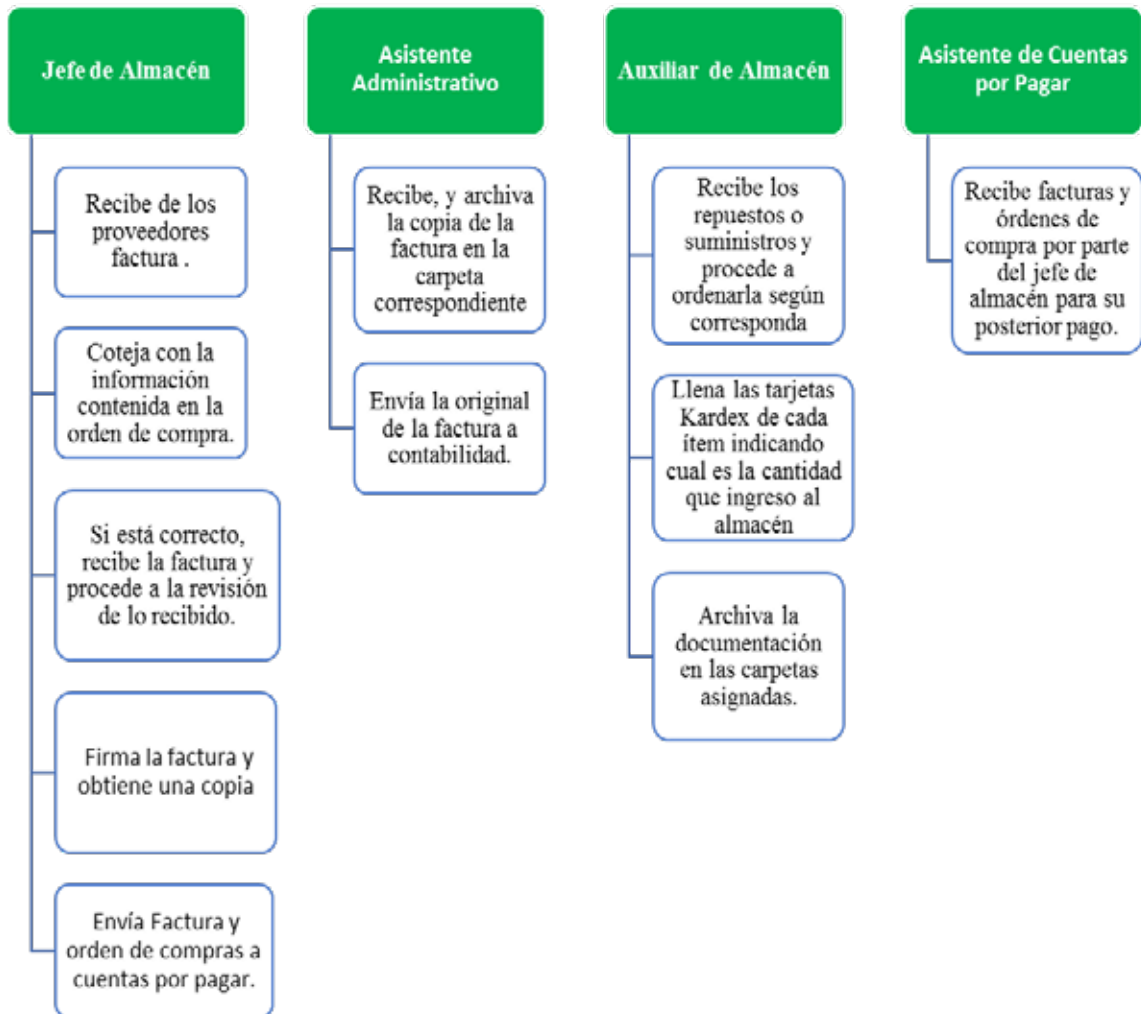 Jefe de Almacén
Recibe de los
proveedores
factura .
Coteja con la
información
contenida en la
orden de compra.
Si está correcto,
recibe la factura y
procede a la revisión
de lo recibido.
Firma la factura y
obtiene una copia
Envía Factura y
orden de compras a
cuentas por pagar.
Asistente
Administrativo
Recibe, y archiva
la copia de la
factura en la
carpeta
correspondiente
Envía la original
de la factura a
contabilidad.
Auxiliar de Almacén
Recibe los
repuestos o
suministros y
procede a
ordenarla según
corresponda
Llena las tarjetas
Kardex de cada
ítem indicando
cual es la cantidad
que ingreso al
almacén
Archiva la
documentación
en las carpetas
asignadas.
Asistente de Cuentas
por Pagar
Recibe facturas y
órdenes de
compra por parte
del jefe de
almacén para su
posterior pago.